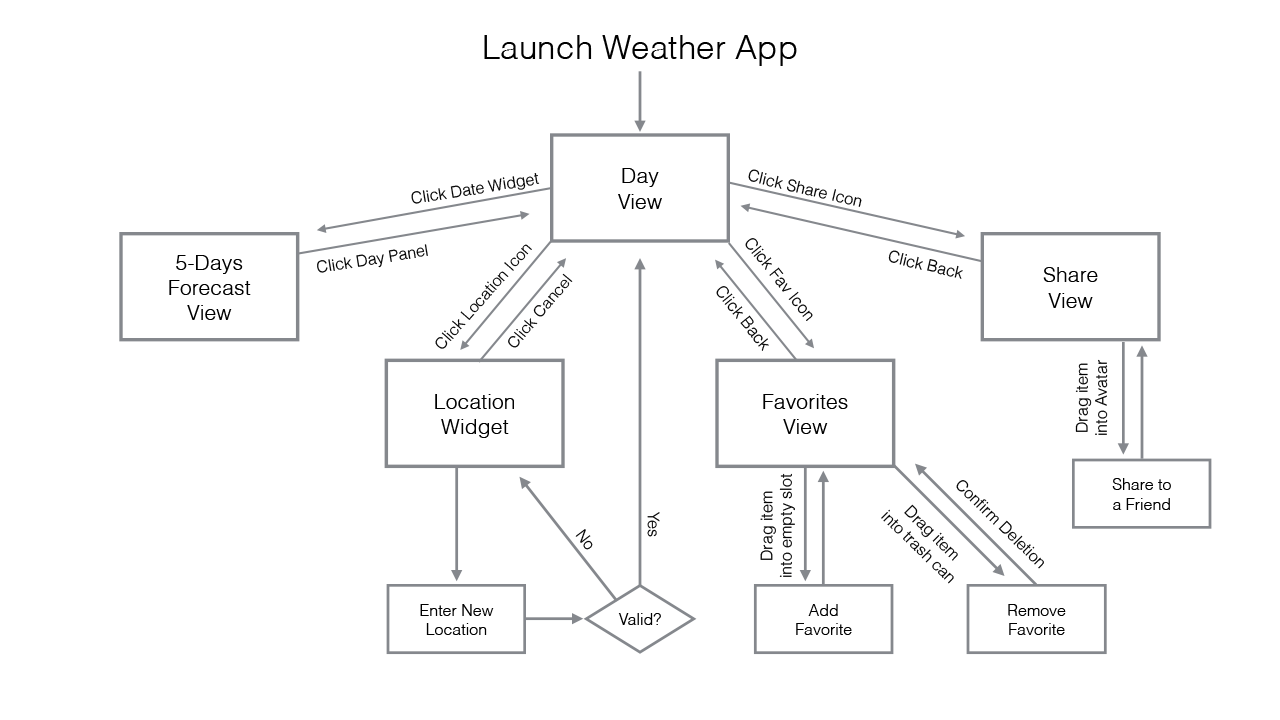 Launch Weather App
Day
View
Click Date Widget
Click Day Panel
Click Share Icon
Click Back
5-Days
Forecast
View
Share
View
Click Location Icon
Click Cancel
Click Back
Click Fav Icon
Location
Widget
Favorites
View
Drag item
into Avatar
Share to
a Friend
No
Yes
Drag item
into empty slot
Drag item
into trash can
Confirm Deletion
Enter New
Location
Valid?
Add
Favorite
Remove
Favorite